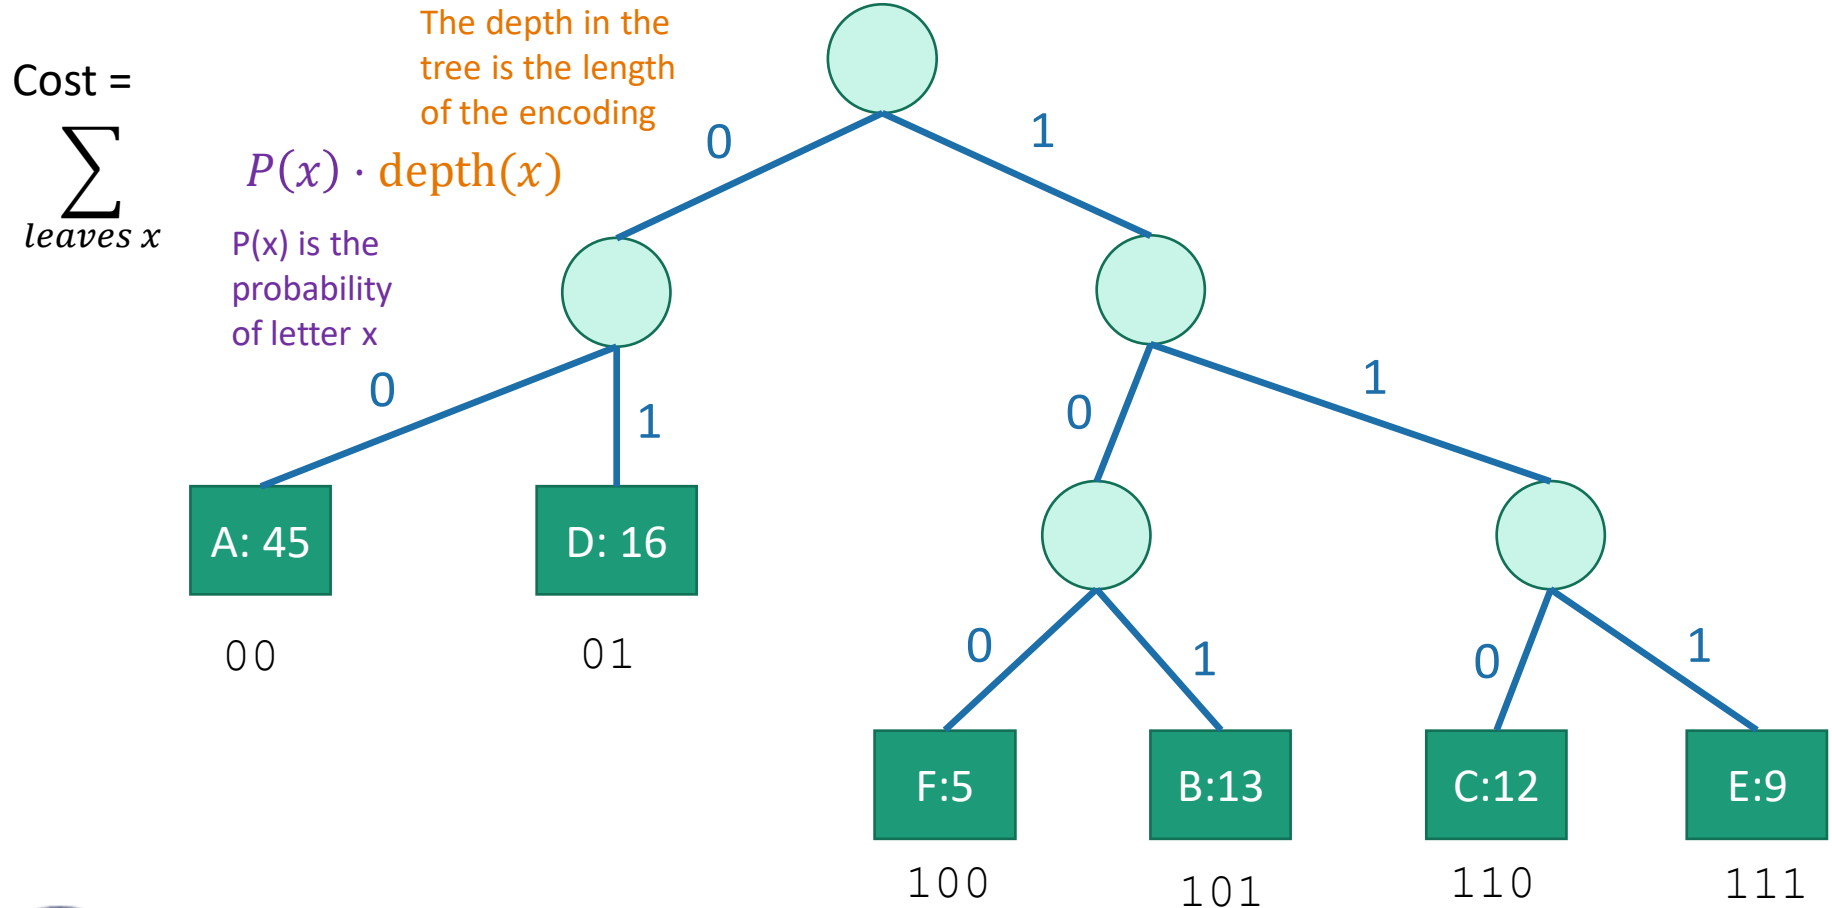 Cost =
∑
leaves x
P(x) · depth(x)
The depth in the
tree is the length
of the encoding
P(x) is the
probability
of letter x
0
1
0
1
0
1
A: 45
D: 16
00
01
0
1
0
1
F:5
B:13
C:12
E:9
100
101
110
111